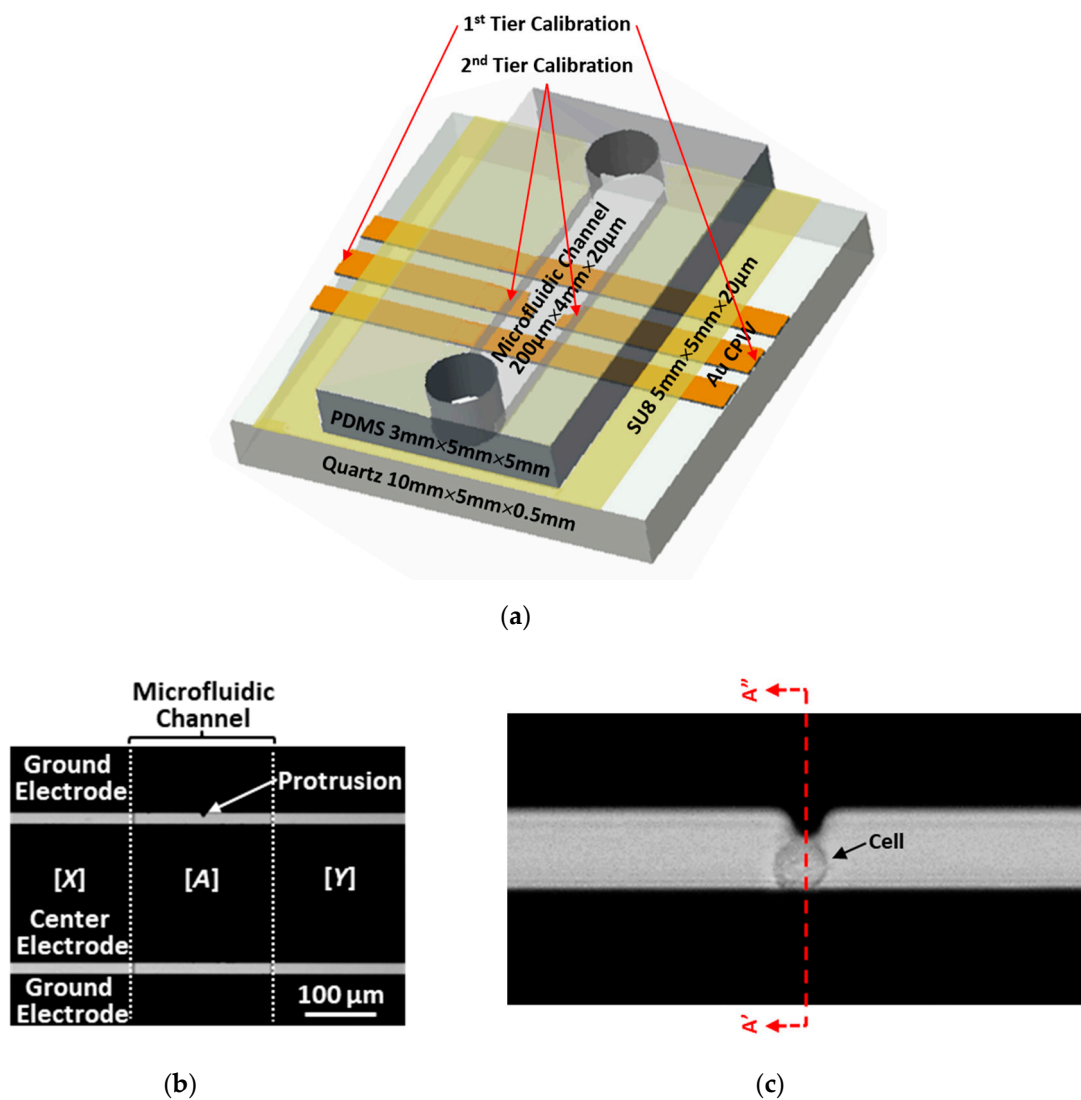 1st Tier Calibration
2nd Tier Calibration
Microfluidic Channel
200μm×4mm×20μm
Au CPW
SU8 5mm×5mm×20μm
PDMS 3mm×5mm×5mm
Quartz 10mm×5mm×0.5mm
(a)
Microfluidic
Channel
Ground
Electrode
Protrusion
[X]
[A]
[Y]
Center
Electrode
Ground
Electrode
100 μm
(b)
A”
Cell
A’
(c)